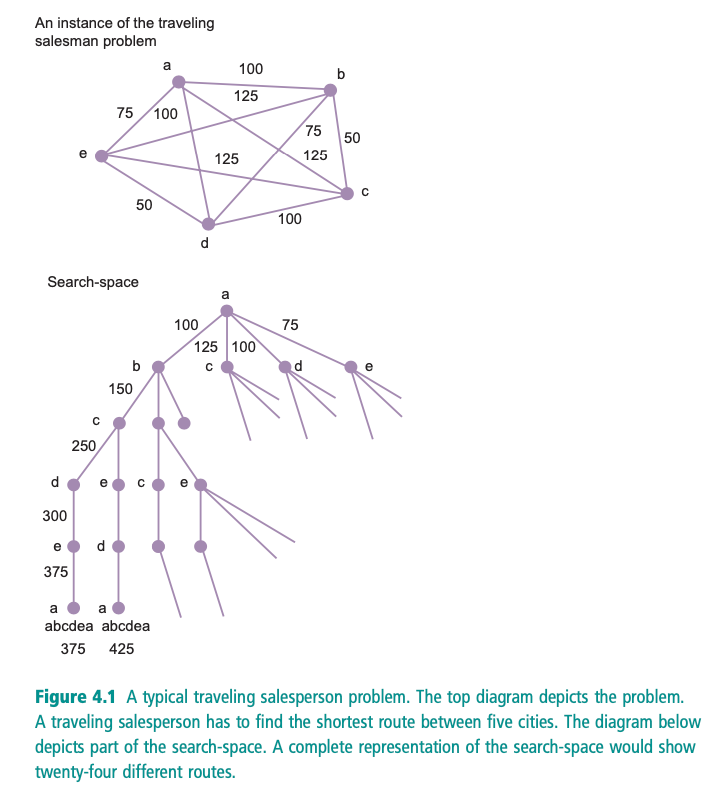 An instance of the traveling
salesman problem
a
100
b
125
75
100
75
50
e
125
125
c
50
100
d
Search-space
a
100
75
125
100
b
c
d
e
150
c
250
d
e
c
e
300
e
d
375
a
a
abcdea
abcdea
375
425
Figure 4.1 A typical traveling salesperson problem. The top diagram depicts the problem.
A traveling salesperson has to find the shortest route between five cities. The diagram below
depicts part of the search-space. A complete representation of the search-space would show
twenty-four different routes.